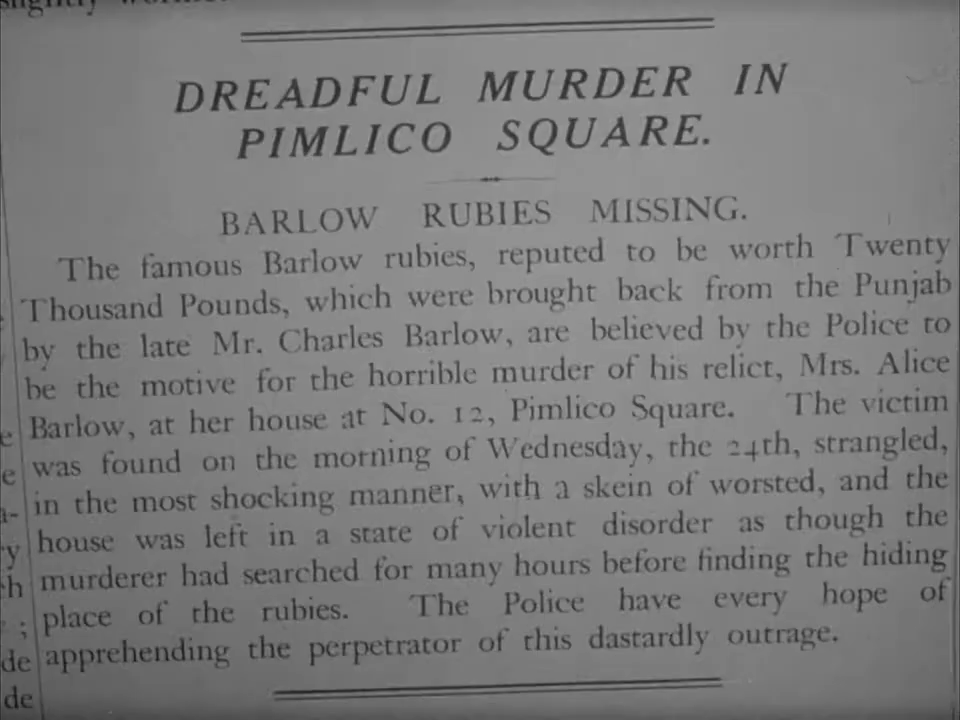 DREADFUL MURDER IN
PIMLICO SQUARE.
BARLOW RUBIES MISSING.
The famous Barlow rubies, reputed to be worth Twenty
Thousand Pounds, which were brought back from the Punjab
by the late Mr. Charles Barlow, are believed by the Police to
be the motive for the horrible murder of his relict, Mrs. Alice
Barlow, at her house at No. 12, Pimlico Square. The victim
was found on the morning of Wednesday, the 24th, strangled,
in the most shocking manner, with a skein of worsted, and the
house was left in a state of violent disorder as though the
murderer had searched for many hours before finding the hiding
place of the rubies. The Police have every hope of
apprehending the perpetrator of this dastardly outrage.